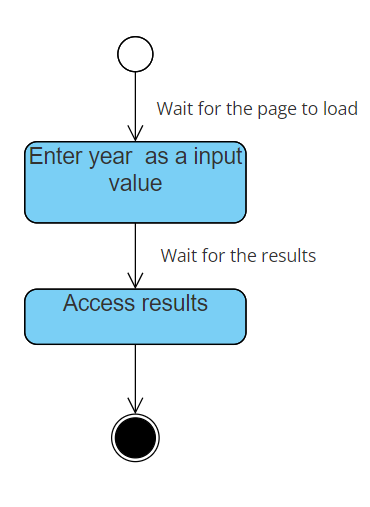 Wait for the page to load
Enter year  as a input
value
Wait for the results
Access results